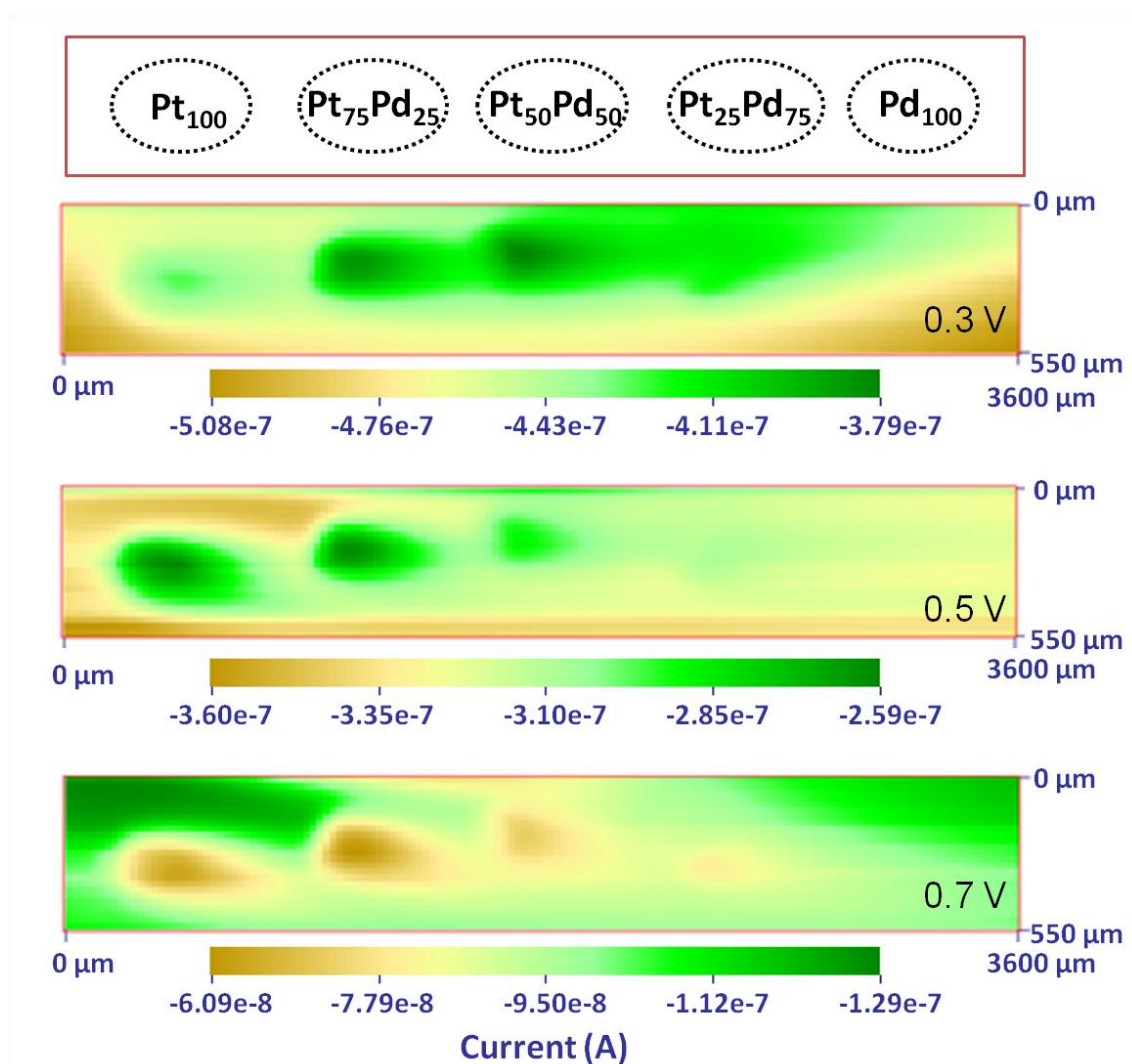 Pt₁₀₀ Pt₇₅Pd₂₅ Pt₅₀Pd₅₀ Pt₂₅Pd₇₅ Pd₁₀₀
0 µm
0.3 V
550 µm
0 µm 3600 µm
-5.08e-7 -4.76e-7 -4.43e-7 -4.11e-7 -3.79e-7
0 µm
0.5 V
550 µm
0 µm 3600 µm
-3.60e-7 -3.35e-7 -3.10e-7 -2.85e-7 -2.59e-7
0 µm
0.7 V
550 µm
0 µm 3600 µm
-6.09e-8 -7.79e-8 -9.50e-8 -1.12e-7 -1.29e-7
Current (A)